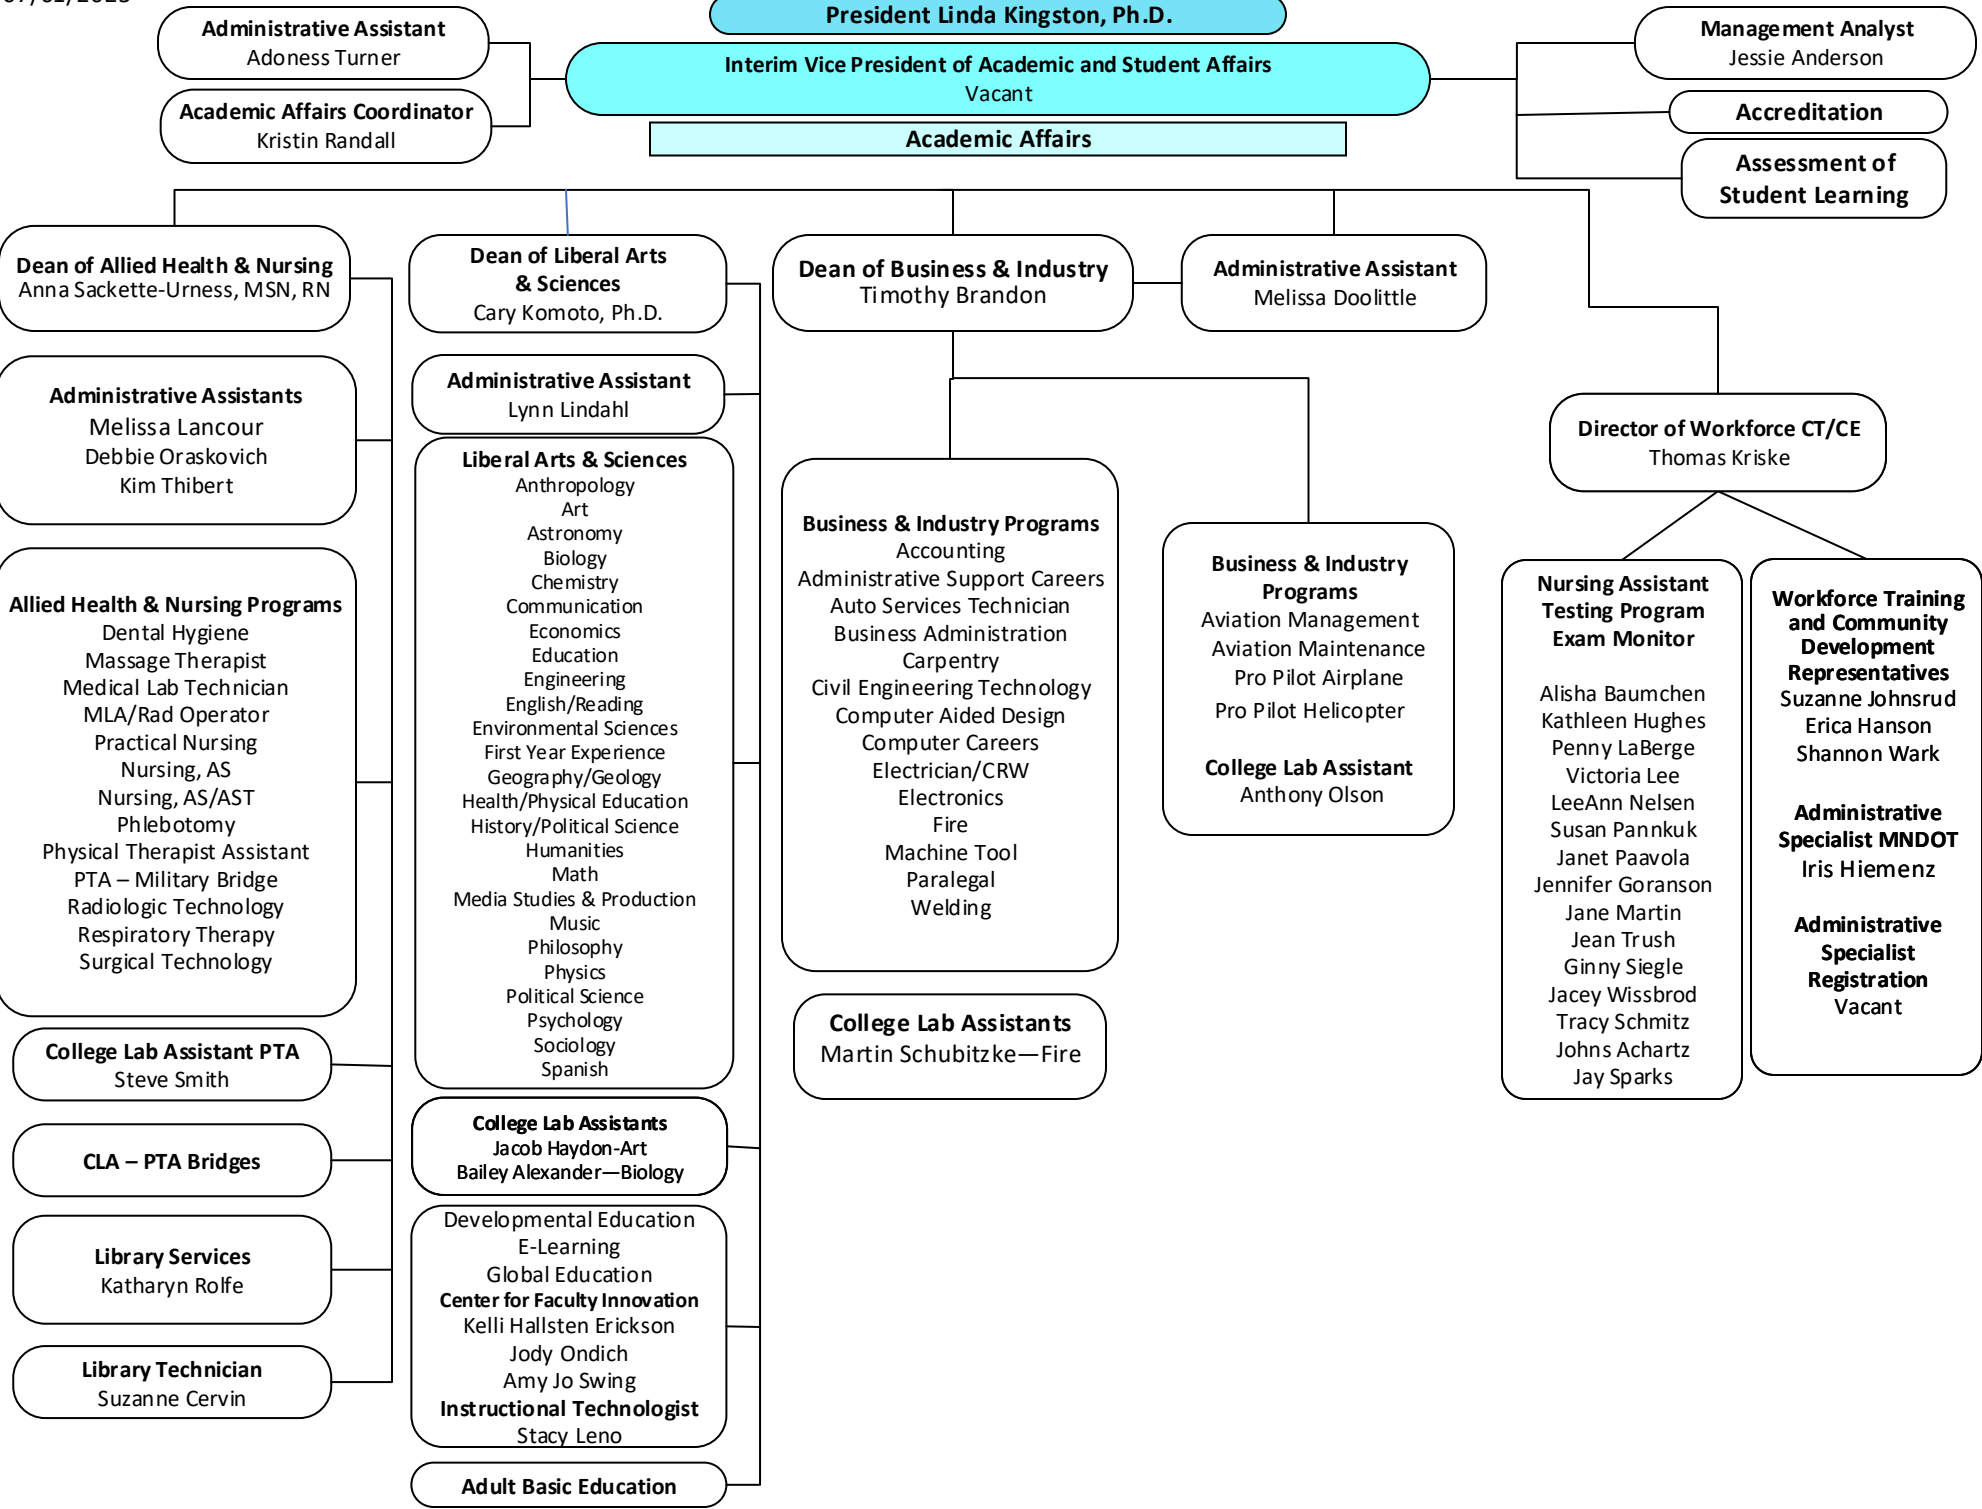 President Linda Kingston, Ph.D.
Administrative Assistant
Adoness Turner
Academic Affairs Coordinator
Kristin Randall
Interim Vice President of Academic and Student Affairs
Vacant
Academic Affairs
Management Analyst
Jessie Anderson
Accreditation
Assessment of
Student Learning
Dean of Allied Health & Nursing
Anna Sackette-Urness, MSN, RN
Administrative Assistants
Melissa Lancour
Debbie Oraskovich
Kim Thibert
Allied Health & Nursing Programs
Dental Hygiene
Massage Therapist
Medical Lab Technician
MLA/Rad Operator
Practical Nursing
Nursing, AS
Nursing, AS/AST
Phlebotomy
Physical Therapist Assistant
PTA – Military Bridge
Radiologic Technology
Respiratory Therapy
Surgical Technology
College Lab Assistant PTA
Steve Smith
CLA – PTA Bridges
Library Services
Katharyn Rolfe
Library Technician
Suzanne Cervin
Dean of Liberal Arts
& Sciences
Cary Komoto, Ph.D.
Administrative Assistant
Lynn Lindahl
Liberal Arts & Sciences
Anthropology
Art
Astronomy
Biology
Chemistry
Communication
Economics
Education
Engineering
English/Reading
Environmental Sciences
First Year Experience
Geography/Geology
Health/Physical Education
History/Political Science
Humanities
Math
Media Studies & Production
Music
Philosophy
Physics
Political Science
Psychology
Sociology
Spanish
College Lab Assistants
Jacob Haydon-Art
Bailey Alexander—Biology
Developmental Education
E-Learning
Global Education
Center for Faculty Innovation
Kelli Hallsten Erickson
Jody Ondich
Amy Jo Swing
Instructional Technologist
Stacy Leno
Adult Basic Education
Dean of Business & Industry
Timothy Brandon
Administrative Assistant
Melissa Doolittle
Business & Industry Programs
Accounting
Administrative Support Careers
Auto Services Technician
Business Administration
Carpentry
Civil Engineering Technology
Computer Aided Design
Computer Careers
Electrician/CRW
Electronics
Fire
Machine Tool
Paralegal
Welding
College Lab Assistants
Martin Schubitzke—Fire
Business & Industry
Programs
Aviation Management
Aviation Maintenance
Pro Pilot Airplane
Pro Pilot Helicopter
College Lab Assistant
Anthony Olson
Director of Workforce CT/CE
Thomas Kriske
Nursing Assistant
Testing Program
Exam Monitor
Alisha Baumchen
Kathleen Hughes
Penny LaBerge
Victoria Lee
LeeAnn Nelsen
Susan Pannkuk
Janet Paavola
Jennifer Goranson
Jane Martin
Jean Trush
Ginny Siegle
Jacey Wissbrod
Tracy Schmitz
Johns Achartz
Jay Sparks
Workforce Training
and Community
Development
Representatives
Suzanne Johnsrud
Erica Hanson
Shannon Wark
Administrative
Specialist MNDOT
Iris Hiemenz
Administrative
Specialist
Registration
Vacant